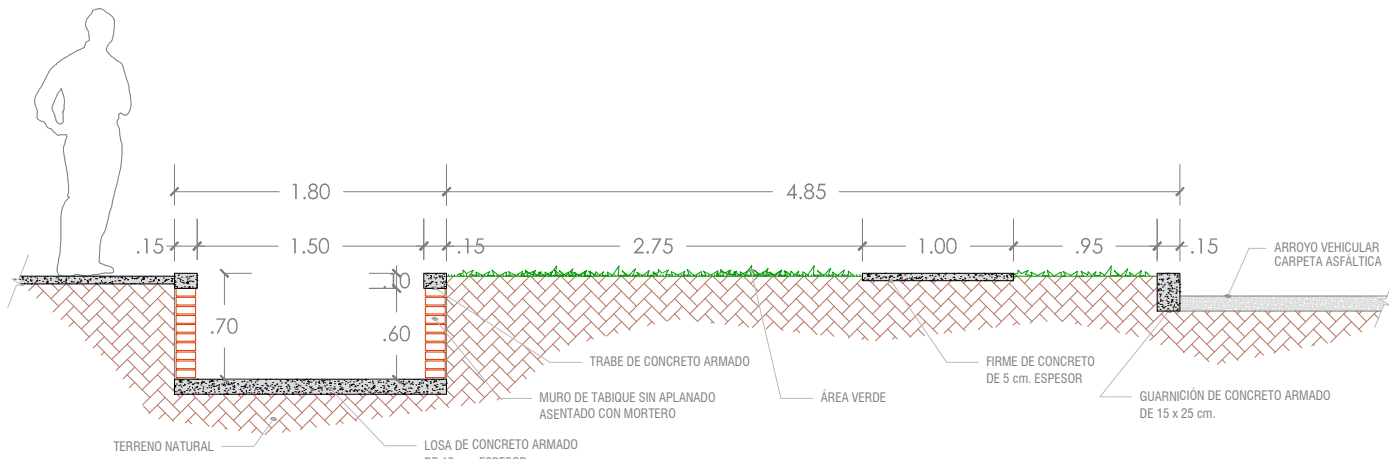 1.80
4.85
.15
1.50
.15
2.75
1.00
.95
.15
ARROYO VEHICULAR
CARPETA ASFÁLTICA
.10
.70
.60
TRABE DE CONCRETO ARMADO
FIRME DE CONCRETO
DE 5 cm. ESPESOR
MURO DE TABIQUE SIN APLANADO
ASENTADO CON MORTERO
ÁREA VERDE
GUARNICIÓN DE CONCRETO ARMADO
DE 15 x 25 cm.
TERRENO NATURAL
LOSA DE CONCRETO ARMADO